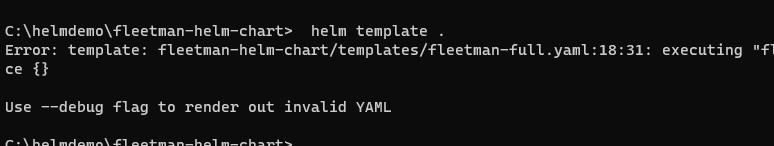 C:\helmdemo\fleetman-helm-chart>  helm template .
Error: template: fleetman-helm-chart/templates/fleetman-full.yaml:18:31: executing "fl
ce {}
Use --debug flag to render out invalid YAML
C:\helmdemo\fleetman-helm-chart>